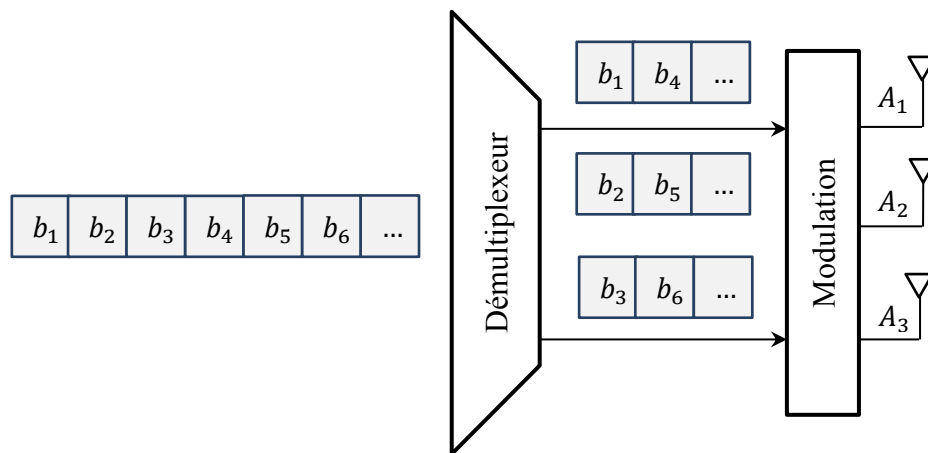 b₁ b₄ ...
A₁
b₂ b₅ ...
b₁ b₂ b₃ b₄ b₅ b₆ ...
Démultiplexeur
Modulation
A₂
b₃ b₆ ...
A₃